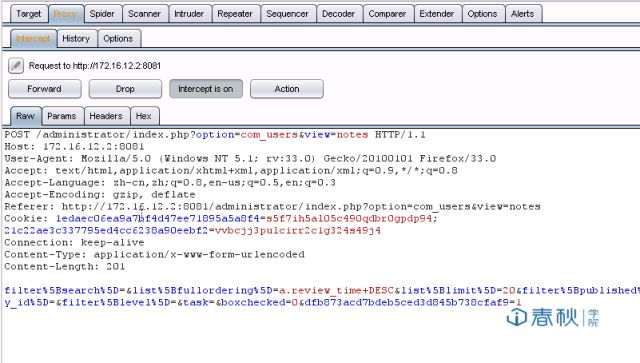 Target Proxy Spider Scanner Intruder Repeater Sequencer Decoder Comparer Extender Options Alerts
Intercept History Options
Request to http://172.16.12.2:8081
Forward Drop Intercept is on Action
Raw Params Headers Hex
POST /administrator/index.php?option=com_users&view=notes HTTP/1.1
Host: 172.16.12.2:8081
User-Agent: Mozilla/5.0 (Windows NT 5.1; rv:33.0) Gecko/20100101 Firefox/33.0
Accept: text/html,application/xhtml+xml,application/xml;q=0.9,*/*;q=0.8
Accept-Language: zh-cn,zh;q=0.8,en-us;q=0.5,en;q=0.3
Accept-Encoding: gzip, deflate
Referer: http://172.16.12.2:8081/administrator/index.php?option=com_users&view=notes
Cookie: 1edaec06ea9a7bf4d47ee71895a5a8f4=s5f7ih5al05c490qdbr0gpdp94;
21c22ae3c337795ed4cc6238a90eebf2=vvbcjj3pulcirr2clg324s49j4
Connection: keep-alive
Content-Type: application/x-www-form-urlencoded
Content-Length: 201
filter%5Bsearch%5D=&list%5Bfullordering%5D=a.review_time+DESC&list%5Blimit%5D=20&filter%5Bpublished%
y_id%5D=&filter%5Blevel%5D=&task=&boxchecked=0&dfb873acd7bdeb5ced3d845b738cfaf9=1
春秋 学院